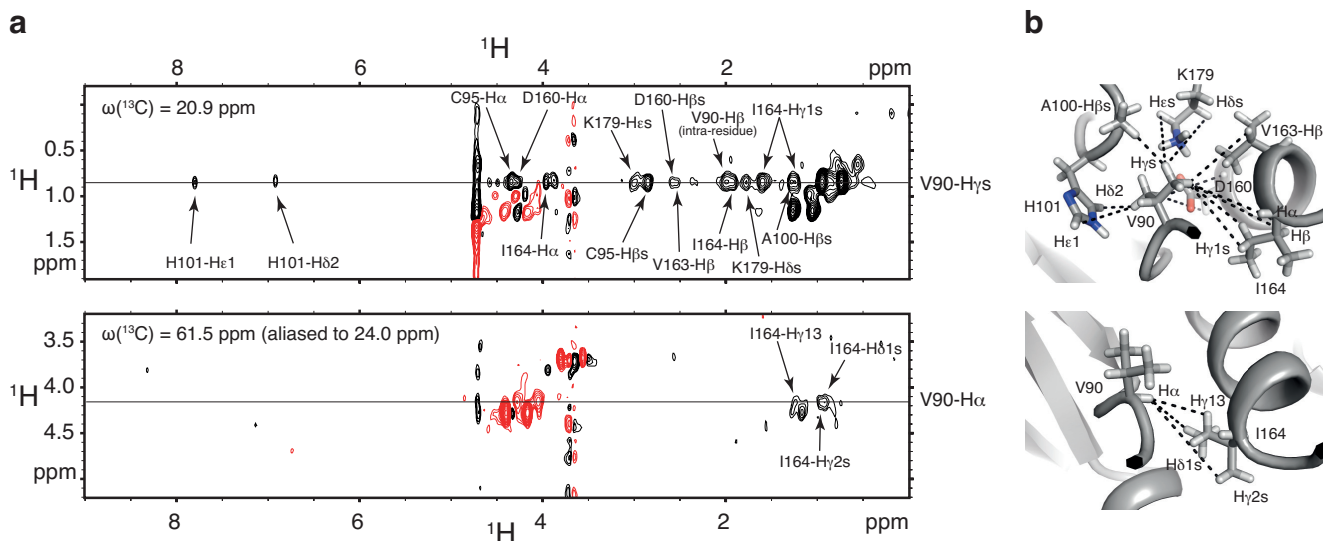 a
¹H
8 6 4 2 ppm
ω(¹³C) = 20.9 ppm
C95-Hα
D160-Hα
K179-Hεs
D160-Hβs
V90-Hβ
(intra-residue)
I164-Hγ1s
0.5
¹H
1.0
1.5
ppm
V90-Hγs
H101-Hε1
H101-Hδ2
I164-Hα
C95-Hβs
V163-Hβ
I164-Hβ
K179-Hδs
A100-Hβs
ω(¹³C) = 61.5 ppm (aliased to 24.0 ppm)
I164-Hγ13
I164-Hδ1s
3.5
¹H
4.0
4.5
ppm
V90-Hα
I164-Hγ2s
8 6 4 2 ppm
¹H
b
K179
A100-Hβs
Hεs
Hδs
V163-Hβ
Hγs
Hδ2
D160
H101
V90
Hα
Hε1
Hγ1s
Hβ
I164
V90
Hα
Hγ13
I164
Hδ1s
Hγ2s